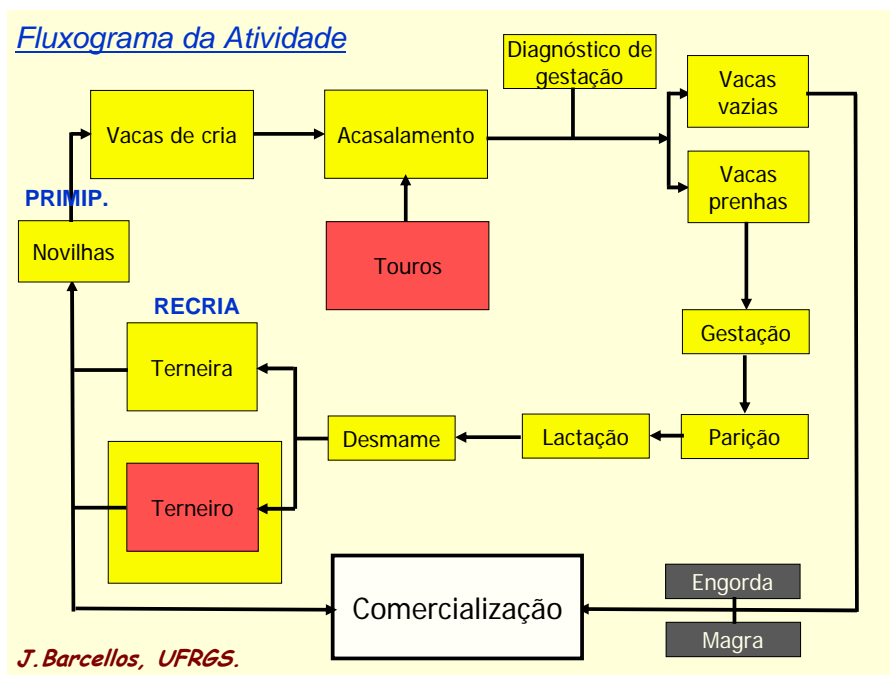 Fluxograma da Atividade
Diagnóstico de
gestação
Vacas
vazias
Vacas de cria
Acasalamento
Vacas
prenhas
PRIMIP.
Novilhas
Touros
RECRIA
Gestação
Terneira
Desmame
Lactação
Parição
Terneiro
Engorda
Comercialização
Magra
J.Barcellos, UFRGS.